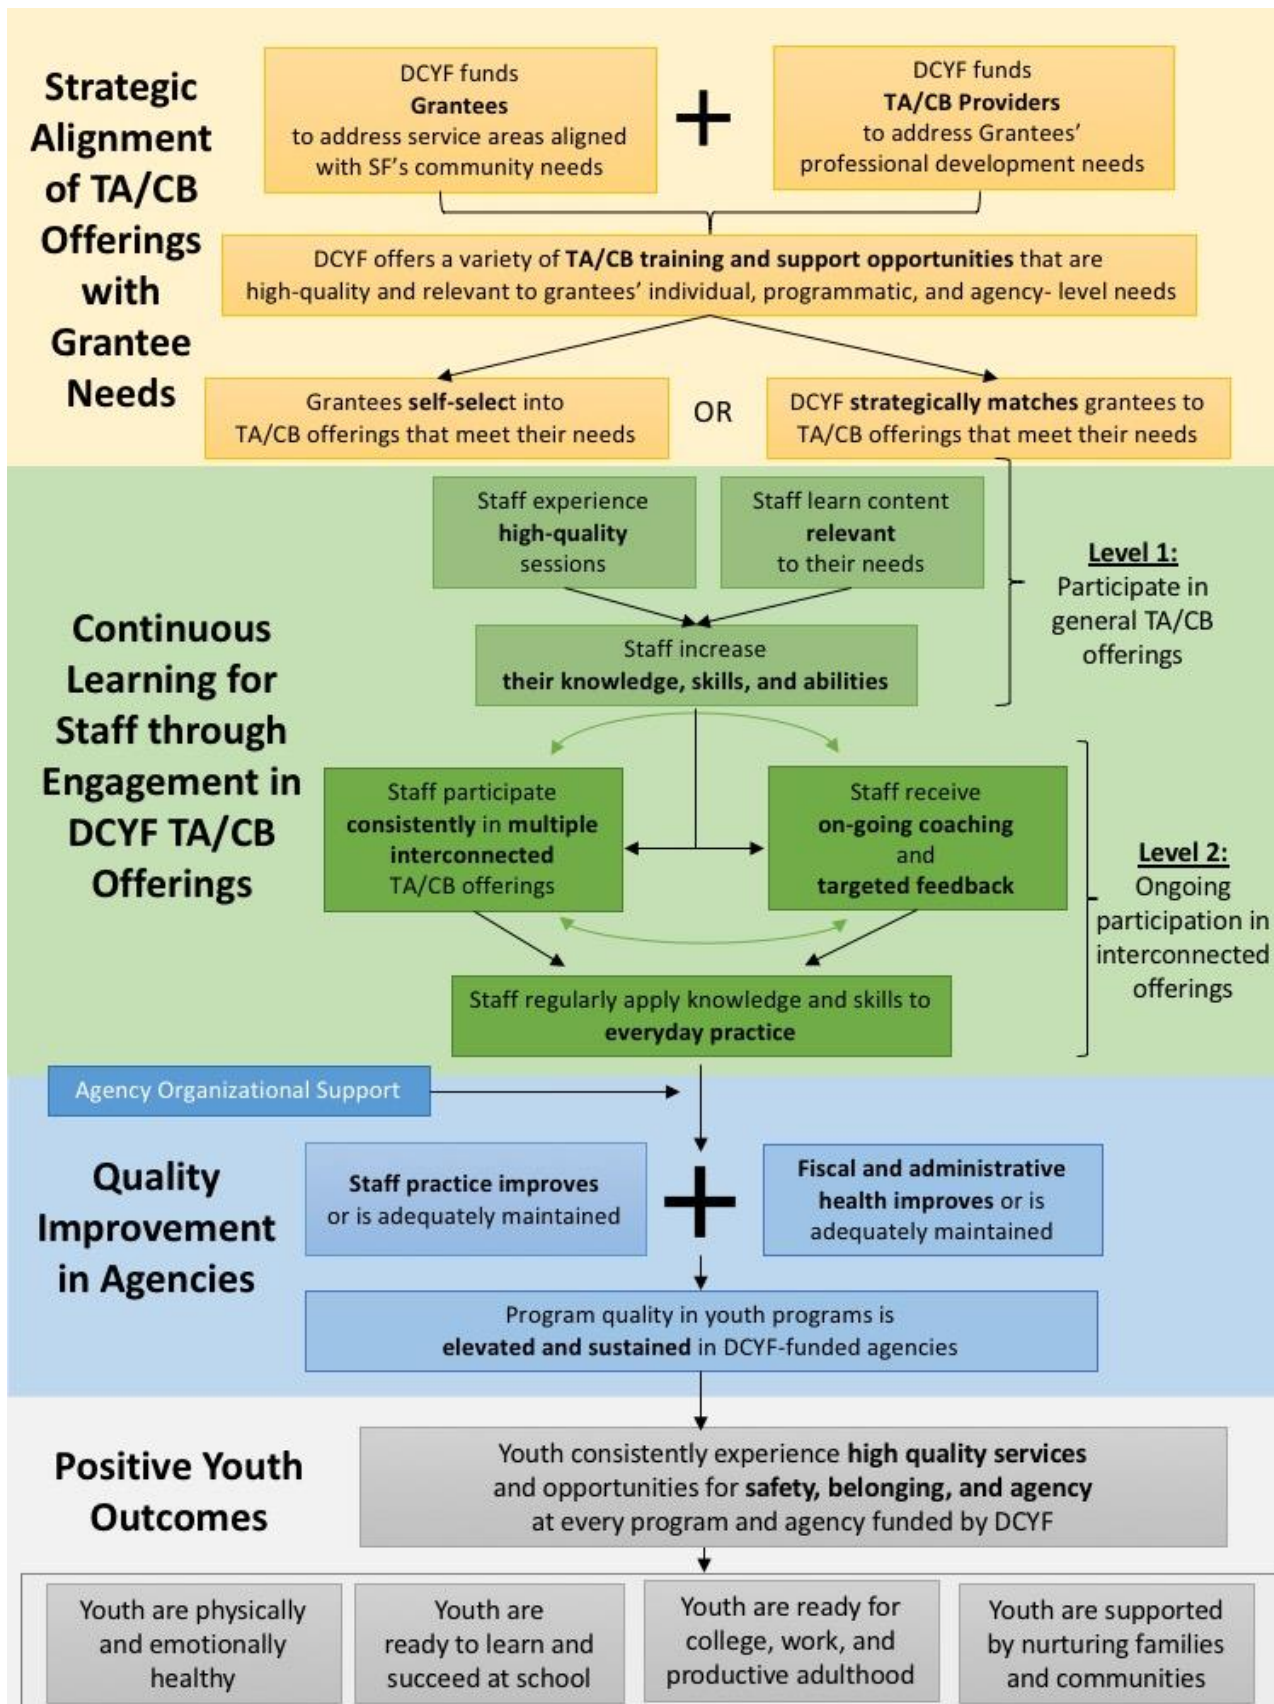 Strategic
Alignment
of TA/CB
Offerings
with
Grantee
Needs
DCYF funds
Grantees
to address service areas aligned
with SF's community needs
+
DCYF funds
TA/CB Providers
to address Grantees'
professional development needs
DCYF offers a variety of TA/CB training and support opportunities that are
high-quality and relevant to grantees' individual, programmatic, and agency- level needs
Grantees self-select into
TA/CB offerings that meet their needs
OR
DCYF strategically matches grantees to
TA/CB offerings that meet their needs
Continuous
Learning for
Staff through
Engagement in
DCYF TA/CB
Offerings
Staff experience
high-quality
sessions
Staff learn content
relevant
to their needs
Staff increase
their knowledge, skills, and abilities
Level 1:
Participate in
general TA/CB
offerings
Staff participate
consistently in multiple
interconnected
TA/CB offerings
Staff receive
on-going coaching
and
targeted feedback
Staff regularly apply knowledge and skills to
everyday practice
Level 2:
Ongoing
participation in
interconnected
offerings
Agency Organizational Support
Quality
Improvement
in Agencies
Staff practice improves
or is adequately maintained
+
Fiscal and administrative
health improves or is
adequately maintained
Program quality in youth programs is
elevated and sustained in DCYF-funded agencies
Positive Youth
Outcomes
Youth consistently experience high quality services
and opportunities for safety, belonging, and agency
at every program and agency funded by DCYF
Youth are physically
and emotionally
healthy
Youth are
ready to learn and
succeed at school
Youth are ready for
college, work, and
productive adulthood
Youth are supported
by nurturing families
and communities